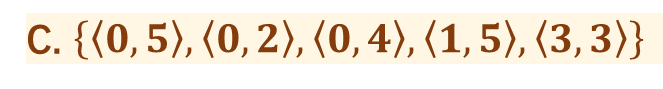 C. {⟨0, 5⟩, ⟨0, 2⟩, ⟨0, 4⟩, ⟨1, 5⟩, ⟨3, 3⟩}